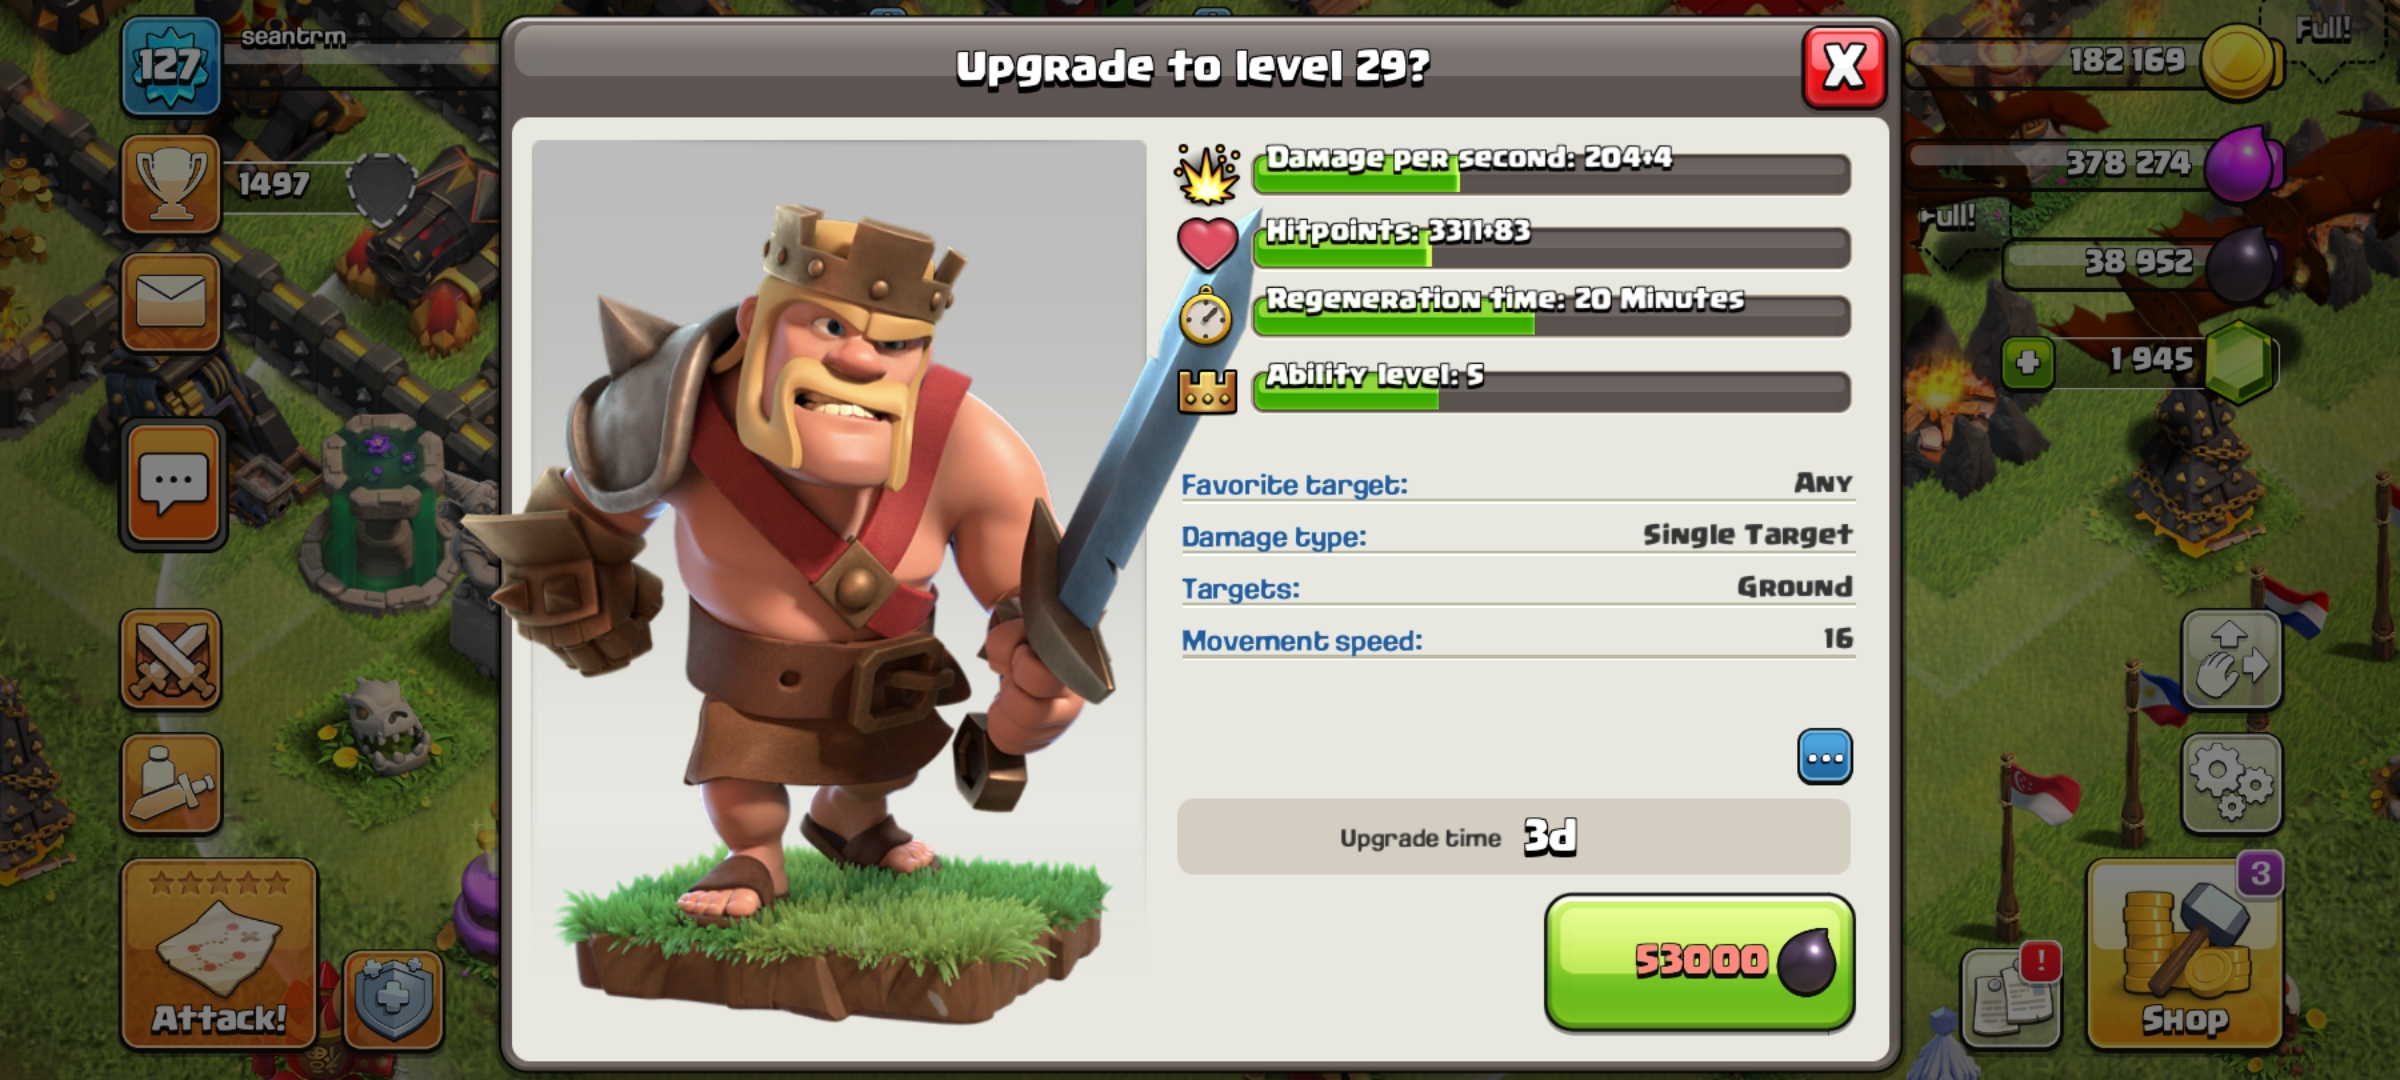 127
seantrm
1497
Upgrade to level 29?
X
182 169
Full!
378 274
Full!
38 952
1 945
Damage per second: 204+4
Hitpoints: 3311+83
Regeneration time: 20 Minutes
Ability level: 5
Favorite target: Any
Damage type: Single Target
Targets: Ground
Movement speed: 16
Upgrade time 3d
53000
Attack!
3
!
Shop